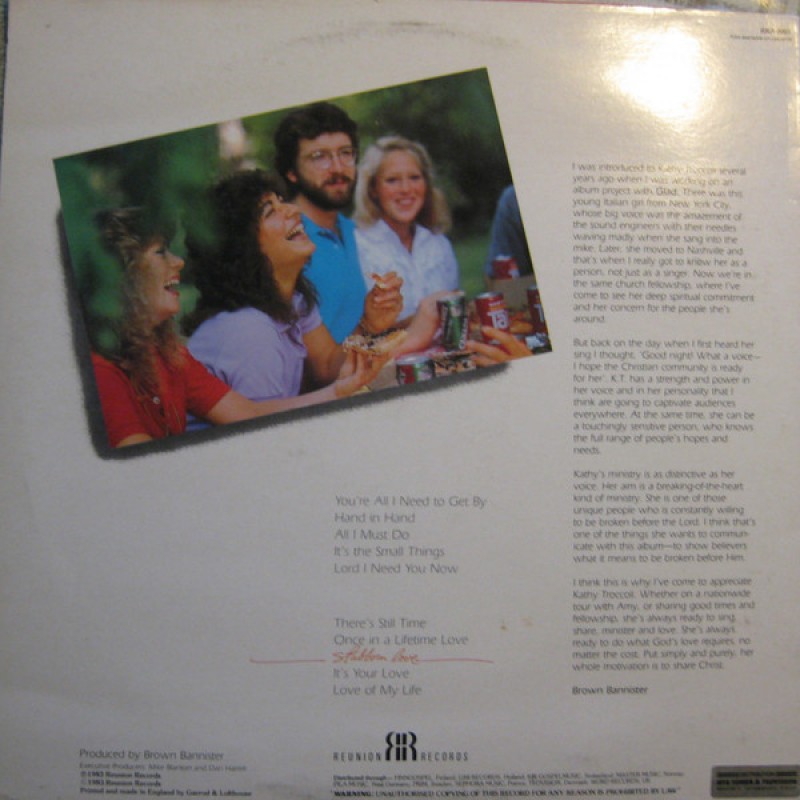 I was introduced to Kathy Troccoli several
years ago when I was working on an
album project with Glad. There was this
young Italian girl from New York City,
whose big voice was the amazement of
the sound engineers with their needles
waving madly when she sang into the
mike. Later, she moved to Nashville and
that's when I really got to know her as a
person, not just as a singer. Now we're in
the same church fellowship, where I've
come to see her deep spiritual commitment
and her concern for the people she's
around.
But back on the day when I first heard her
sing I thought, 'Good night! What a voice—
I hope the Christian community is ready
for her'. K.T. has a strength and power in
her voice and in her personality that I
think are going to captivate audiences
everywhere. At the same time, she can be
a touchingly sensitive person, who knows
the full range of people's hopes and
needs.
Kathy's ministry is as distinctive as her
voice. Her aim is a breaking-of-the-heart
kind of ministry. She is one of those
unique people who is constantly willing
to be broken before the Lord. I think that's
one of the things she wants to commun-
icate with this album—to show believers
what it means to be broken before Him.
I think this is why I've come to appreciate
Kathy Troccoli. Whether on a nationwide
tour with Amy, or sharing good times and
fellowship, she's always ready to sing,
share, minister and love. She's always
ready to do what God's love requires, no
matter the cost. Put simply and purely, her
whole motivation is to share Christ.
Brown Bannister
You're All I Need to Get By
Hand in Hand
All I Must Do
It's the Small Things
Lord I Need You Now
There's Still Time
Once in a Lifetime Love
Stubborn Love
It's Your Love
Love of My Life
Produced by Brown Bannister
Executive Producers: Mike Blanton and Dan Harrell
© 1983 Reunion Records
℗ 1983 Reunion Records
Printed and made in England by Garrod & Lofthouse
REUNION RR RECORDS
WARNING: UNAUTHORISED COPYING OF THIS RECORD FOR ANY REASON IS PROHIBITED BY LAW